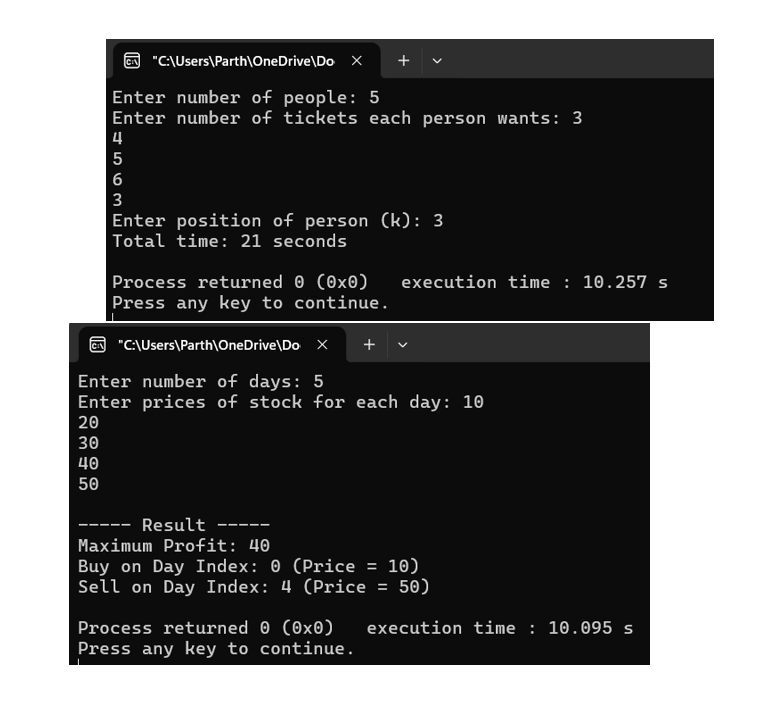 "C:\Users\Parth\OneDrive\Do
Enter number of people: 5
Enter number of tickets each person wants: 3
4
5
6
3
Enter position of person (k): 3
Total time: 21 seconds
Process returned 0 (0x0)   execution time : 10.257 s
Press any key to continue.
"C:\Users\Parth\OneDrive\Do
Enter number of days: 5
Enter prices of stock for each day: 10
20
30
40
50
----- Result -----
Maximum Profit: 40
Buy on Day Index: 0 (Price = 10)
Sell on Day Index: 4 (Price = 50)
Process returned 0 (0x0)   execution time : 10.095 s
Press any key to continue.